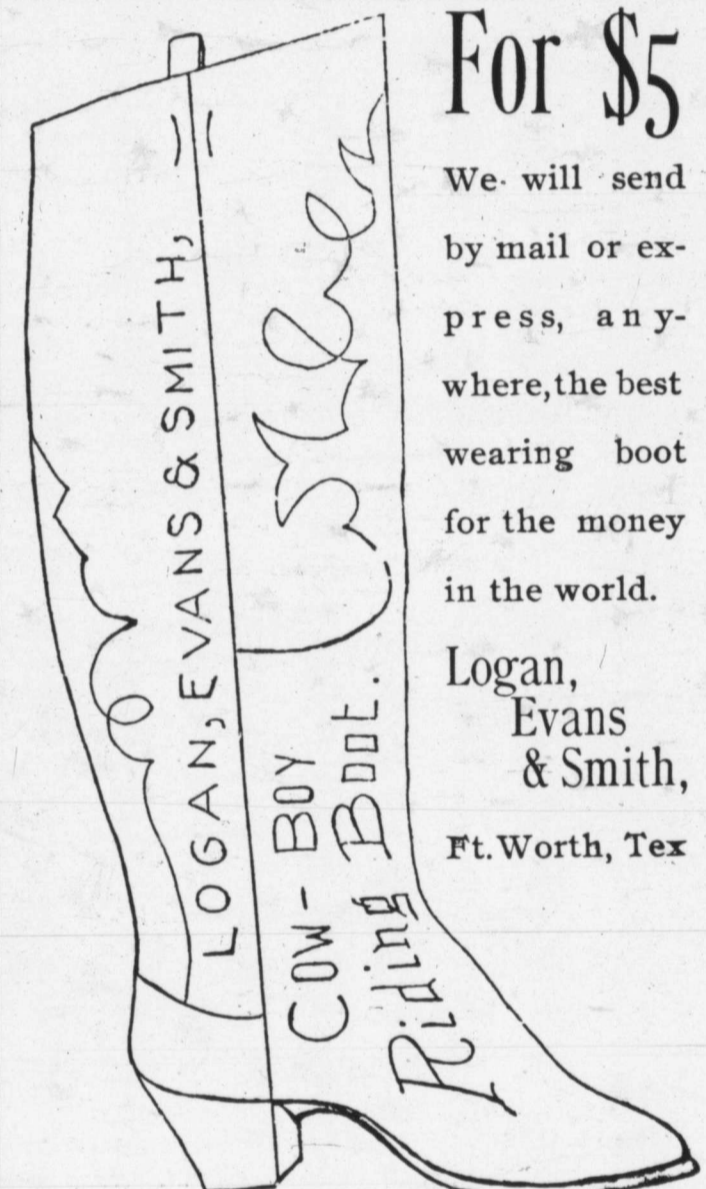 For $5
We will send
by mail or ex-
press, any-
where, the best
wearing boot
for the money
in the world.
Logan,
Evans
& Smith,
Ft. Worth, Tex
LOGAN, EVANS & SMITH,
COW-BOY
Riding Boot.